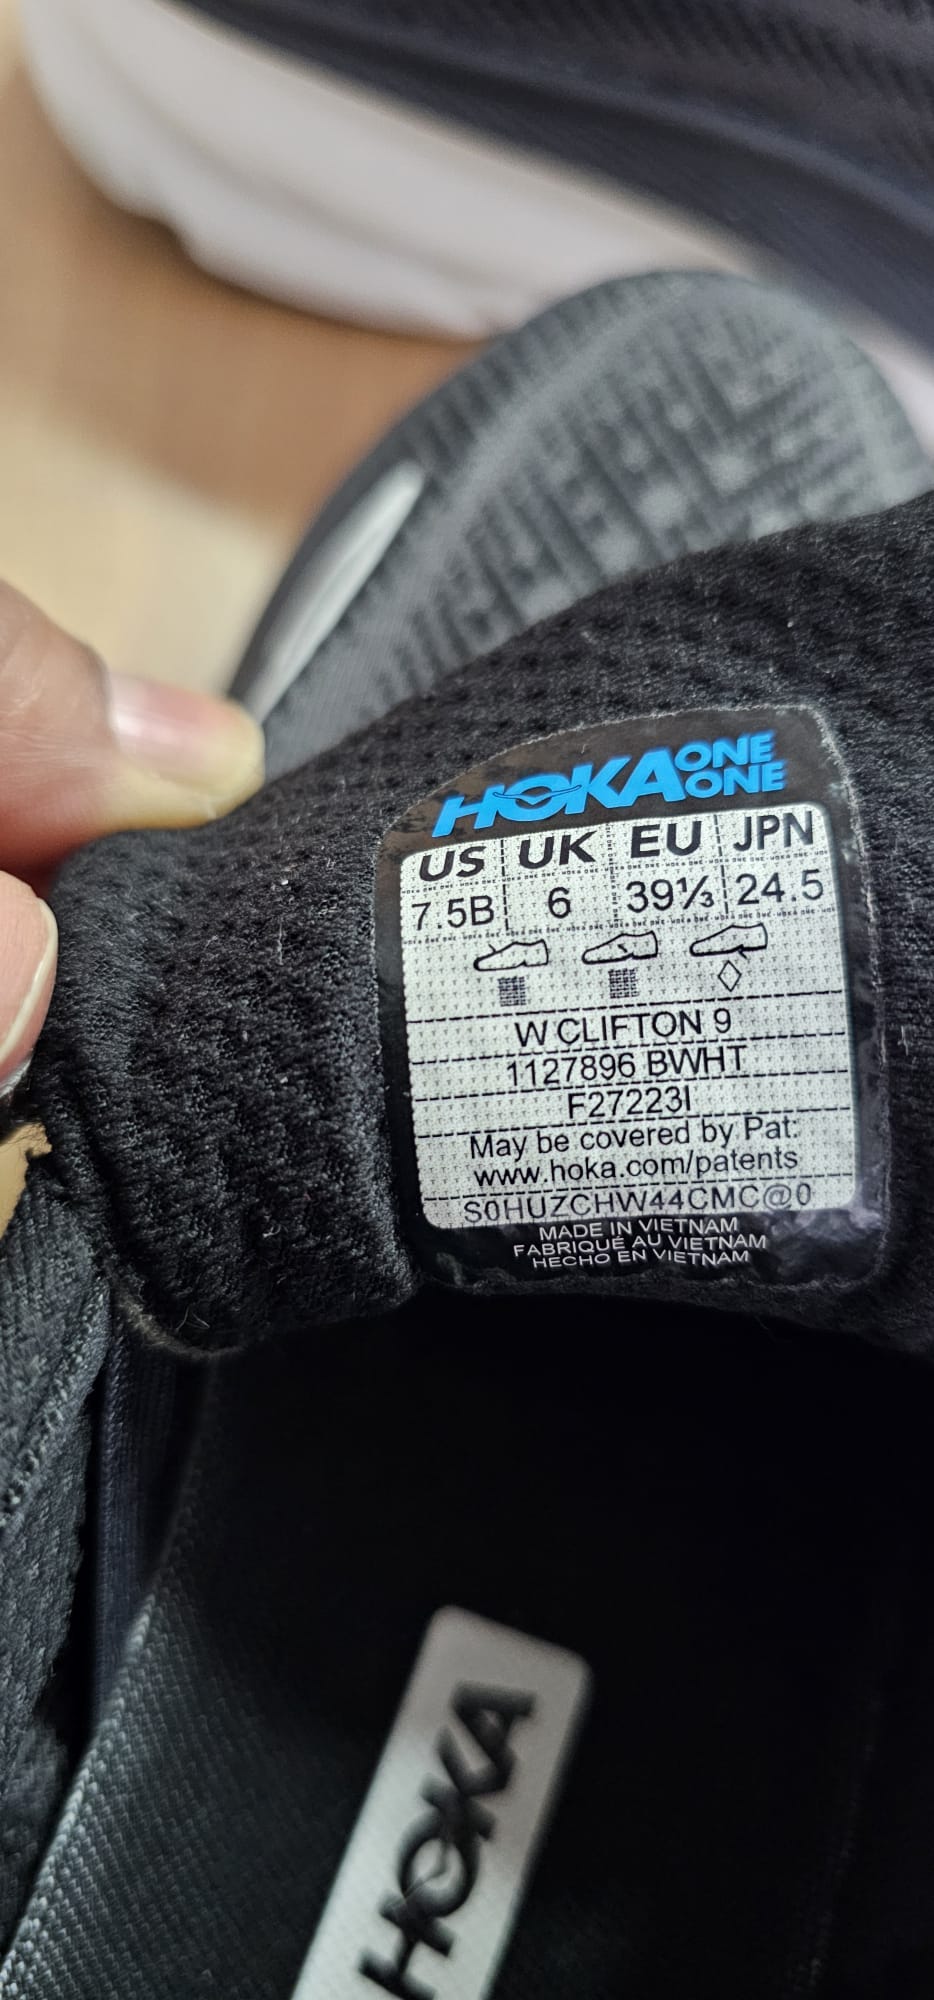 HOKA ONE ONE
US UK EU JPN
7.5B 6 39⅓ 24.5
W CLIFTON 9
1127896 BWHT
F27223I
May be covered by Pat:
www.hoka.com/patents
S0HUZCHW44CMC@0
MADE IN VIETNAM
FABRIQUÉ AU VIETNAM
HECHO EN VIETNAM
HOKA